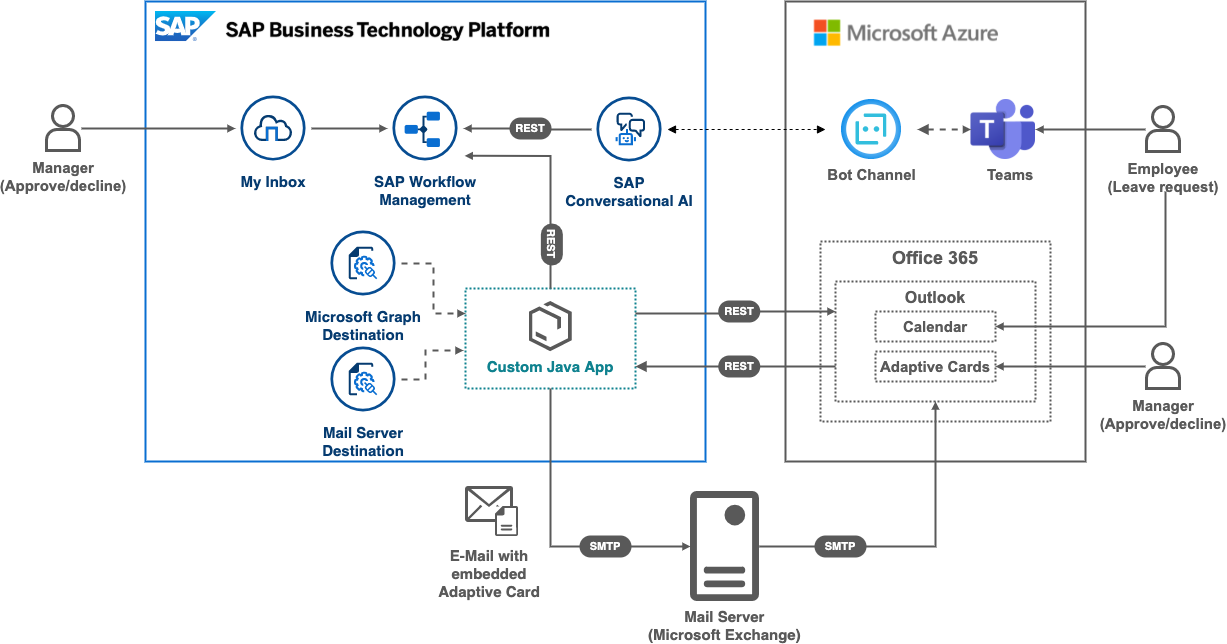 SAP
SAP Business Technology Platform
Microsoft Azure
REST
T
Manager
(Approve/decline)
My Inbox
SAP Workflow
Management
SAP
Conversational AI
Bot Channel
Teams
Employee
(Leave request)
REST
Microsoft Graph
Destination
Office 365
Outlook
Calendar
Adaptive Cards
REST
REST
Custom Java App
Mail Server
Destination
Manager
(Approve/decline)
SMTP
SMTP
E-Mail with
embedded
Adaptive Card
Mail Server
(Microsoft Exchange)